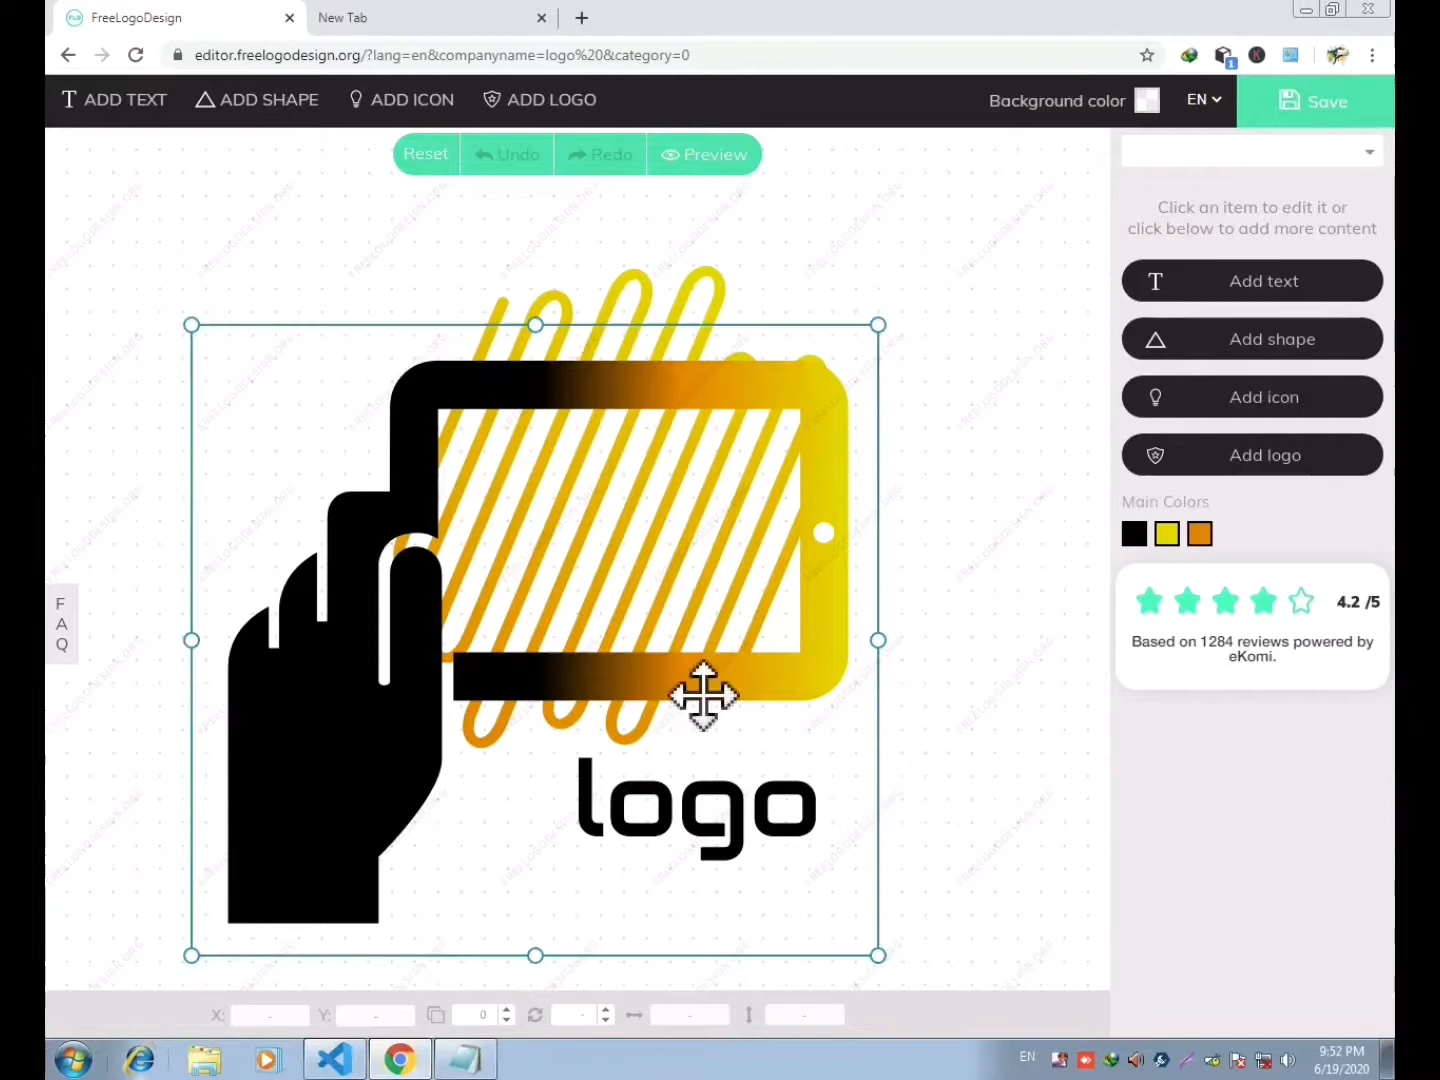 FreeLogoDesign
New Tab
editor.freelogodesign.org/?lang=en&companyname=logo%20&category=0
1
K
T ADD TEXT
ADD SHAPE
ADD ICON
ADD LOGO
Background color
EN
Save
Reset
Undo
Redo
Preview
Click an item to edit it or
click below to add more content
T Add text
Add shape
Add icon
Add logo
Main Colors
4.2 /5
Based on 1284 reviews powered by
eKomi.
F
A
Q
logo
FREELOGODESIGN.ORG
X: -
Y: -
0
-
-
-
EN
9:52 PM
6/19/2020